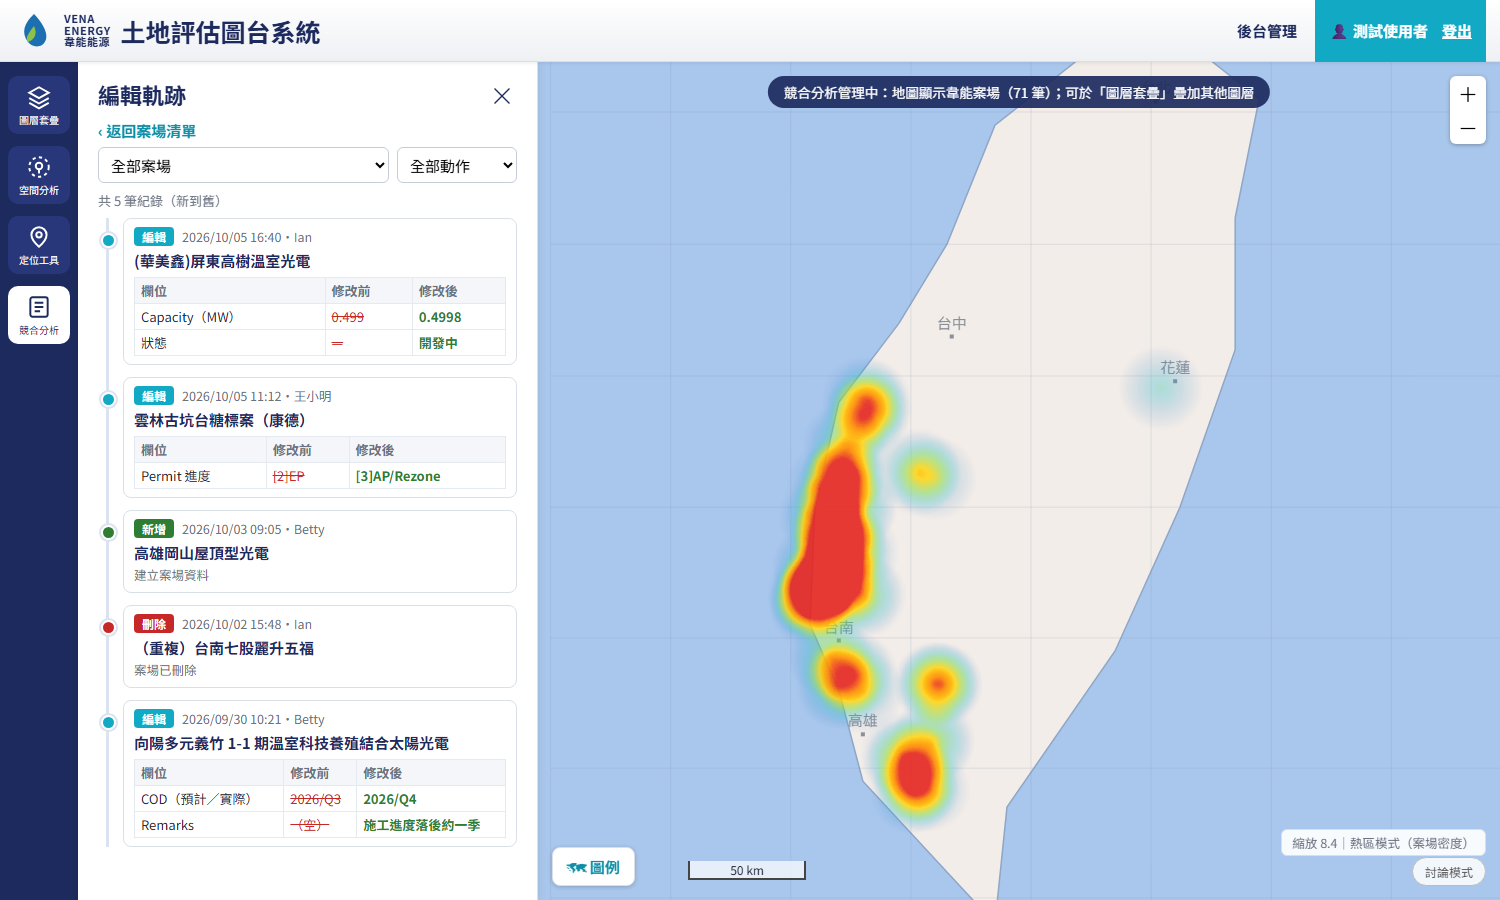 VENA
ENERGY
韋能能源
土地評估圖台系統
後台管理
測試使用者
登出
圖層套疊
空間分析
定位工具
競合分析
編輯軌跡
‹ 返回案場清單
全部案場
全部動作
共 5 筆紀錄（新到舊）
編輯 2026/10/05 16:40・Ian
(華美鑫)屏東高樹溫室光電
欄位 修改前 修改後
Capacity（MW） 0.499 0.4998
狀態 — 開發中
編輯 2026/10/05 11:12・王小明
雲林古坑台糖標案（康德）
欄位 修改前 修改後
Permit 進度 [2]EP [3]AP/Rezone
新增 2026/10/03 09:05・Betty
高雄岡山屋頂型光電
建立案場資料
刪除 2026/10/02 15:48・Ian
（重複）台南七股麗升五福
案場已刪除
編輯 2026/09/30 10:21・Betty
向陽多元義竹 1-1 期溫室科技養殖結合太陽光電
欄位 修改前 修改後
COD（預計／實際） 2026/Q3 2026/Q4
Remarks （空） 施工進度落後約一季
競合分析管理中：地圖顯示韋能案場（71 筆）；可於「圖層套疊」疊加其他圖層
+
−
台中
花蓮
台南
高雄
圖例
50 km
縮放 8.4｜熱區模式（案場密度）
討論模式